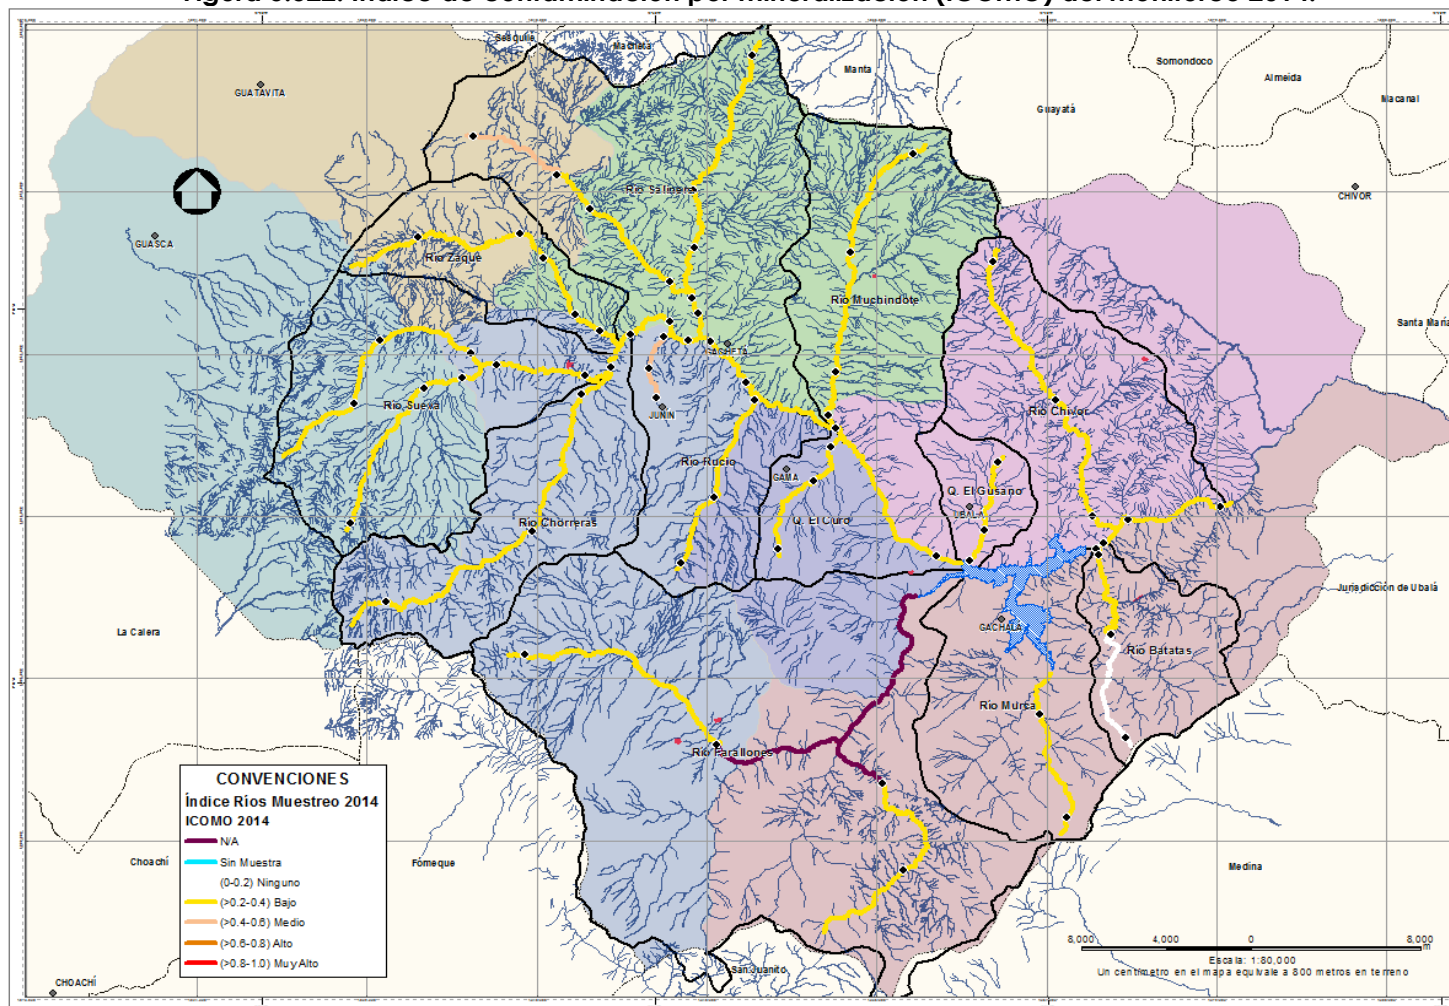 Sesquilé
Machetá
Manta
Somondoco
Almeida
Macanal
GUATAVITA
Guayatá
Río Salinera
CHIVOR
GUASCA
Río Zaque
Río Muchindote
Santa María
GACHETÁ
Río Sueva
JUNÍN
Río Chivor
Río Rucio
GAMA
Q. El Gusano
UBALÁ
Río Chorreras
Q. El Curo
Jurisdicción de Ubalá
La Calera
GACHALÁ
Río Batatas
Río Murca
Río Farallones
CONVENCIONES
Índice Ríos Muestreo 2014
ICOMO 2014
N/A
Sin Muestra
(0-0.2) Ninguno
(>0.2-0.4) Bajo
(>0.4-0.6) Medio
(>0.6-0.8) Alto
(>0.8-1.0) Muy Alto
Choachí
Fómeque
Medina
San Juanito
CHOACHÍ
8,000 4,000 0 8,000
m
Escala: 1:80,000
Un centímetro en el mapa equivale a 800 metros en terreno